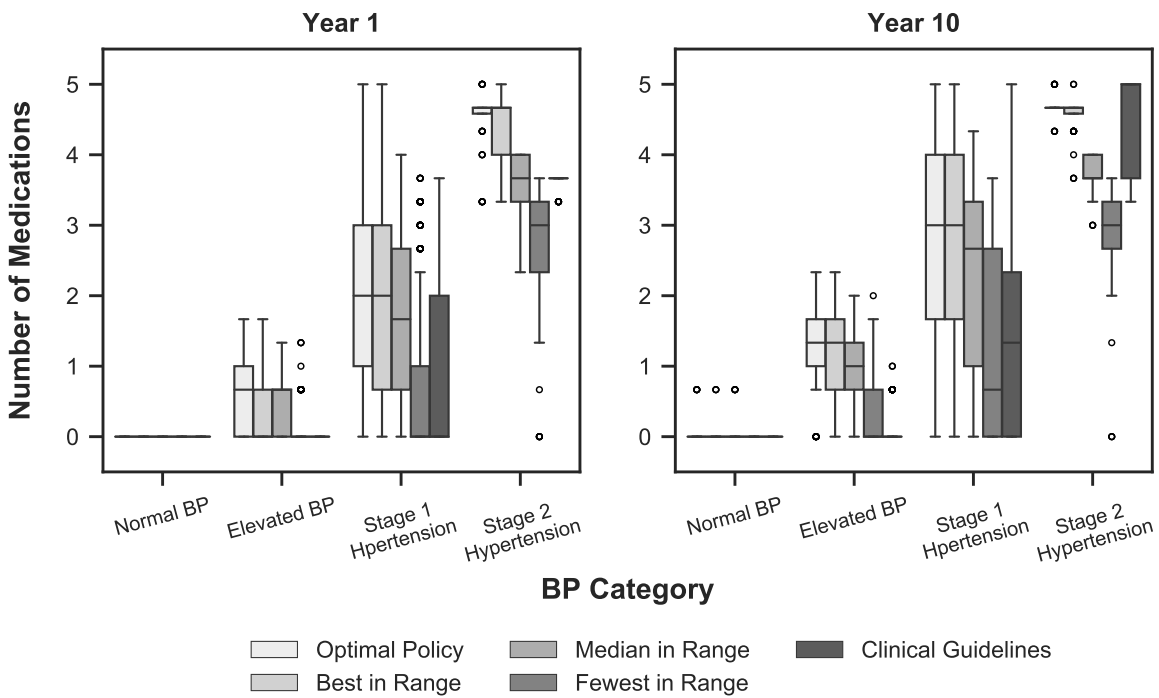 Year 1
Year 10
Number of Medications
5
4
3
2
1
0
5
4
3
2
1
0
Normal BP
Elevated BP
Stage 1
Hpertension
Stage 2
Hypertension
Normal BP
Elevated BP
Stage 1
Hpertension
Stage 2
Hypertension
BP Category
Optimal Policy
Best in Range
Median in Range
Fewest in Range
Clinical Guidelines